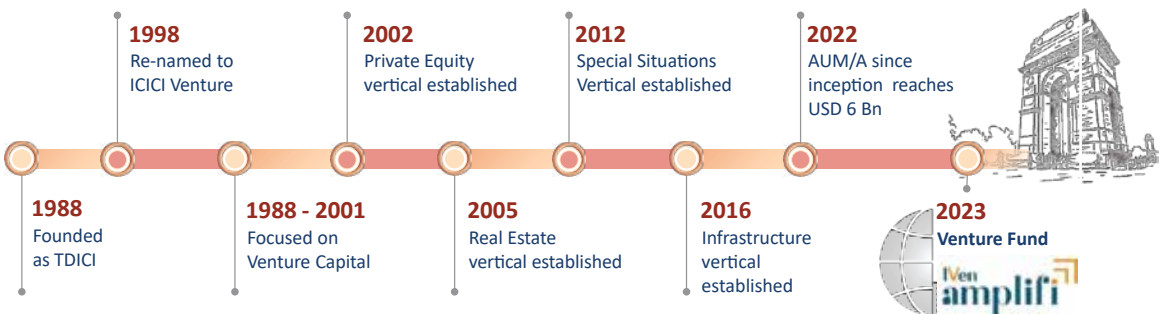 1998
Re-named to
ICICI Venture
2002
Private Equity
vertical established
2012
Special Situations
Vertical established
2022
AUM/A since
inception reaches
USD 6 Bn
1988
Founded
as TDICI
1988 - 2001
Focused on
Venture Capital
2005
Real Estate
vertical established
2016
Infrastructure
vertical
established
2023
Venture Fund
IVen
amplifi